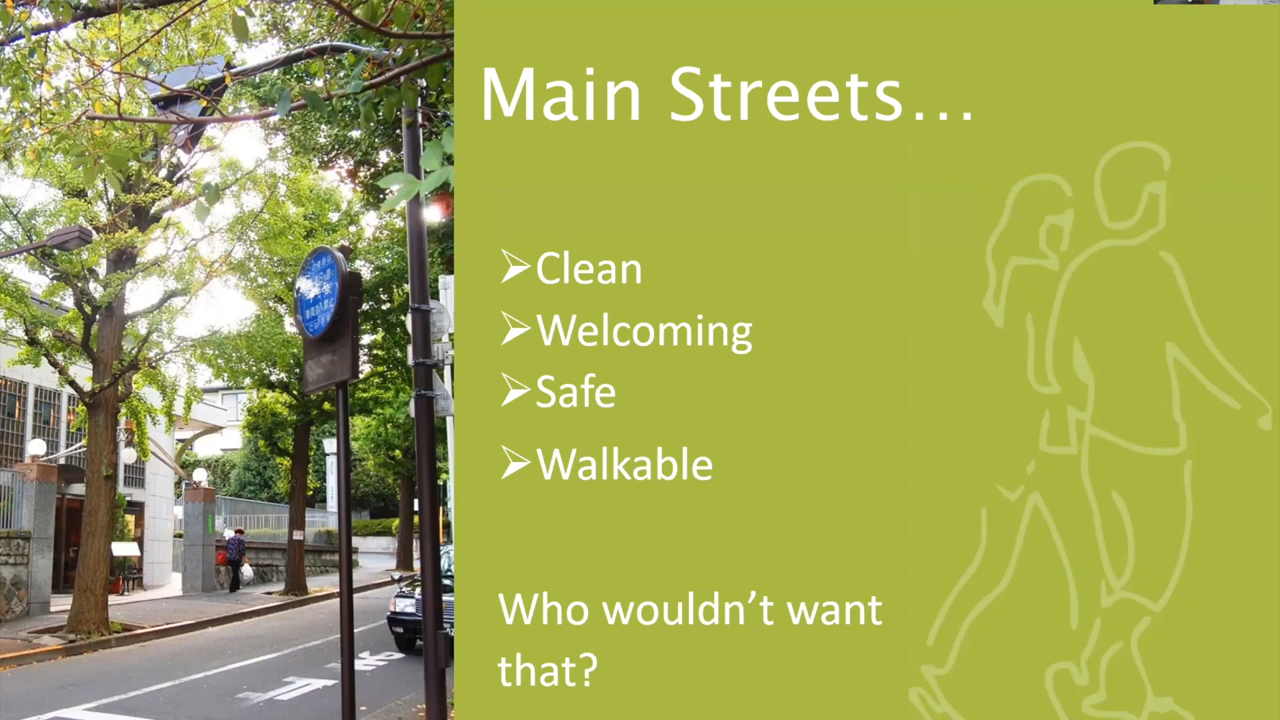 Main Streets…
➢Clean
➢Welcoming
➢Safe
➢Walkable
Who wouldn’t want
that?